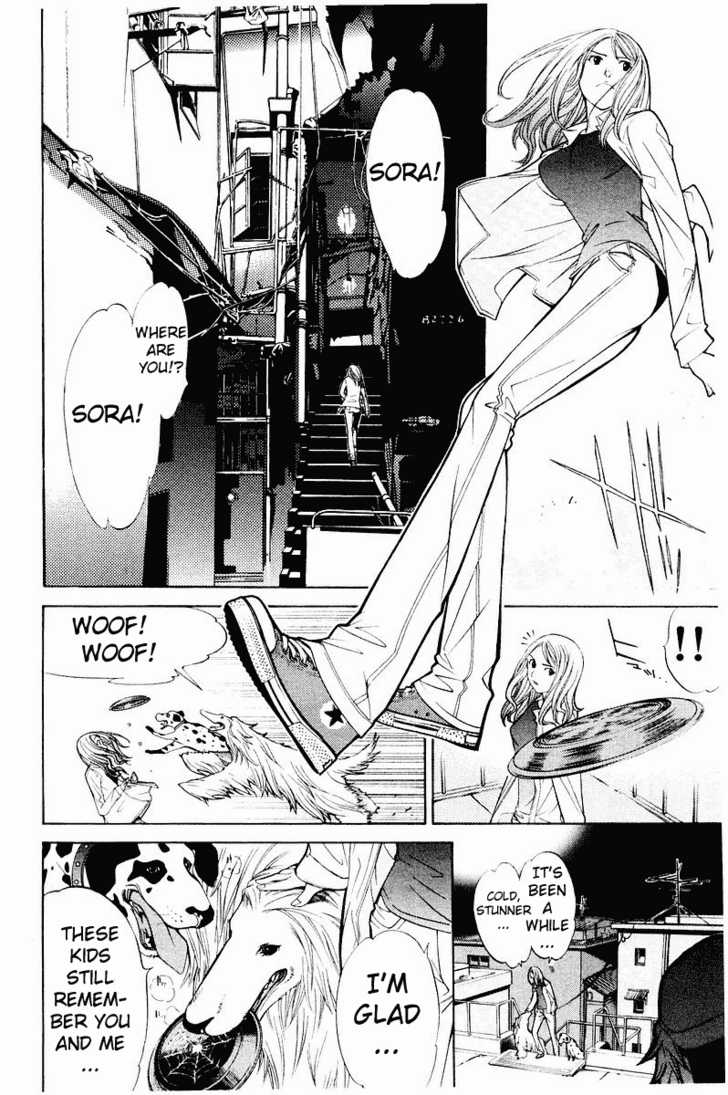 SORA!
WHERE
ARE
YOU!?
SORA!
!!
WOOF!
WOOF!
IT'S
BEEN
A
WHILE
...
COLD,
STUNNER
...
I'M
GLAD
...
THESE
KIDS
STILL
REMEM-
BER YOU
AND ME
...